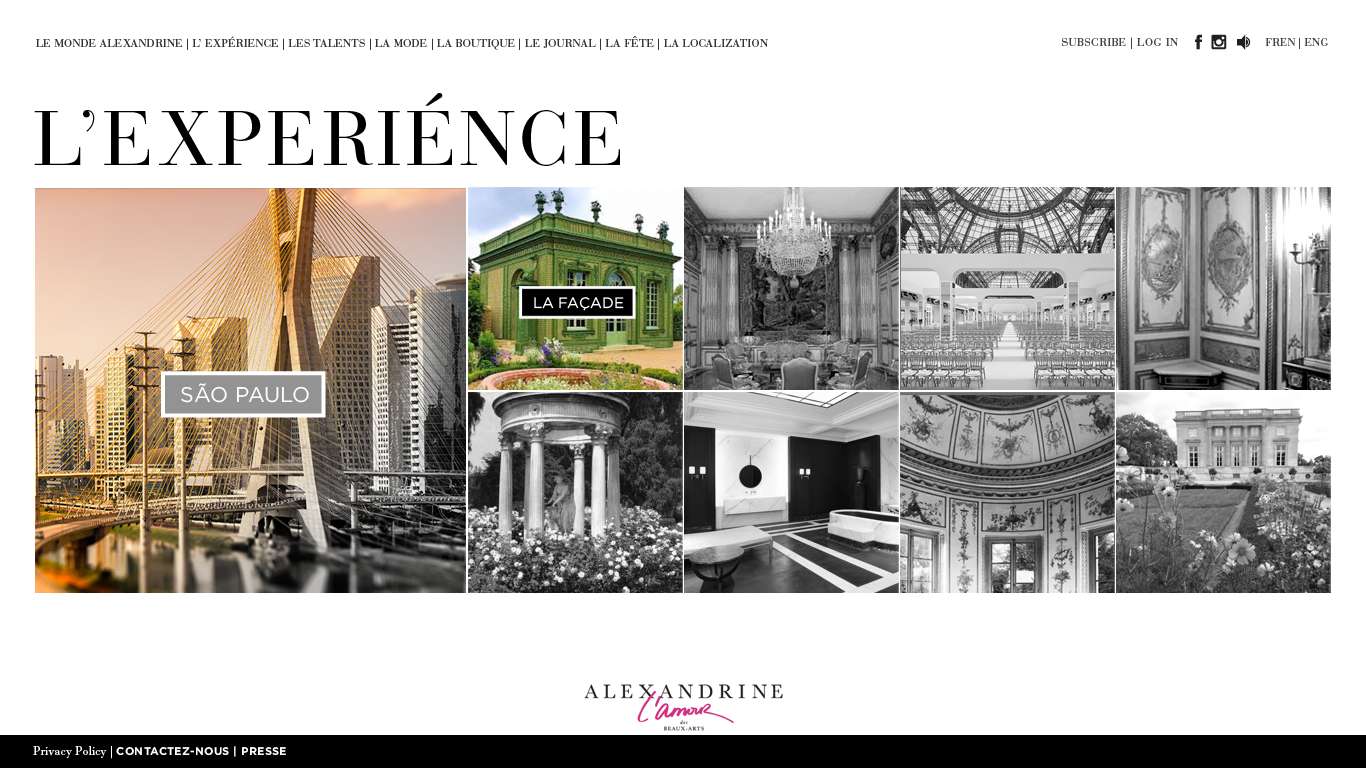 LE MONDE ALEXANDRINE | L' EXPÉRIENCE | LES TALENTS | LA MODE | LA BOUTIQUE | LE JOURNAL | LA FÊTE | LA LOCALIZATION
SUBSCRIBE | LOG IN f FREN | ENG
L'EXPERIÉNCE
LA FAÇADE
SÃO PAULO
ALEXANDRINE
l'amour
des
BEAUX-ARTS
Privacy Policy | CONTACTEZ-NOUS | PRESSE